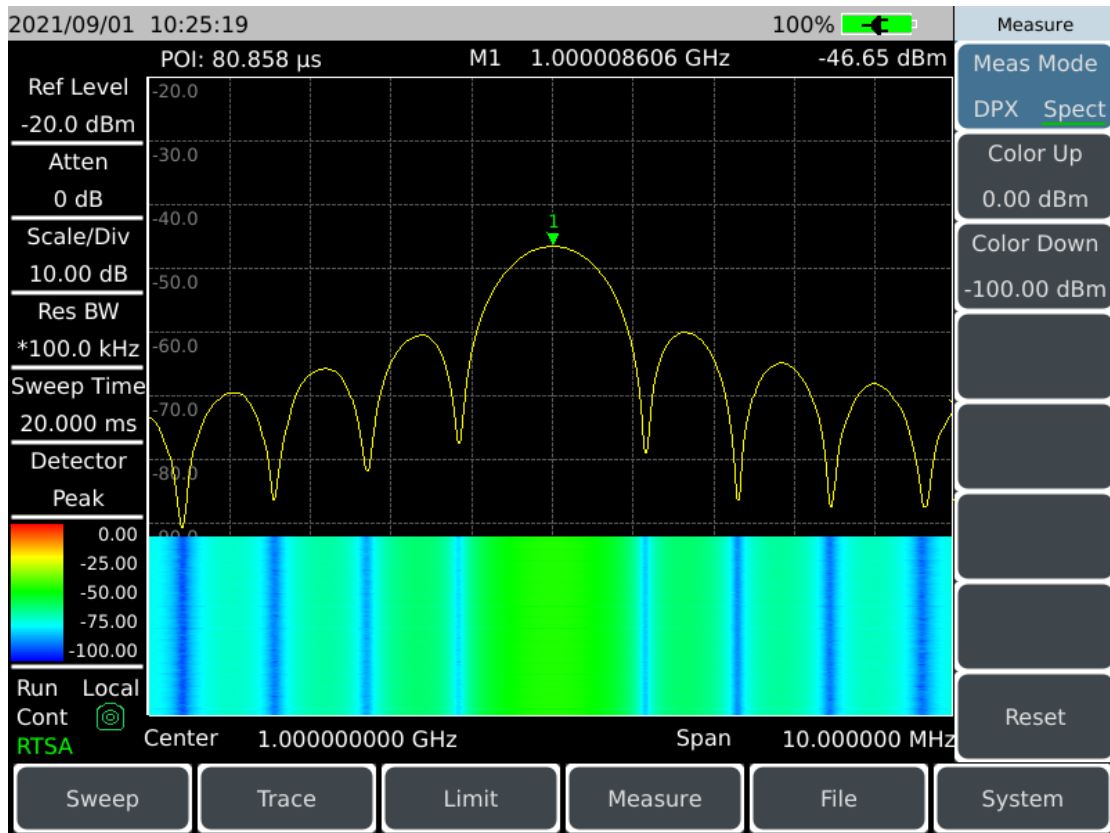 2021/09/01 10:25:19 100% Measure
POI: 80.858 µs M1 1.000008606 GHz -46.65 dBm
Ref Level
-20.0 dBm
Atten
0 dB
Scale/Div
10.00 dB
Res BW
*100.0 kHz
Sweep Time
20.000 ms
Detector
Peak
0.00
-25.00
-50.00
-75.00
-100.00
Run Local
Cont
RTSA
-20.0
-30.0
-40.0
-50.0
-60.0
-70.0
-80.0
-90.0
1
Center 1.000000000 GHz Span 10.000000 MHz
Meas Mode
DPX Spect
Color Up
0.00 dBm
Color Down
-100.00 dBm
Reset
Sweep Trace Limit Measure File System